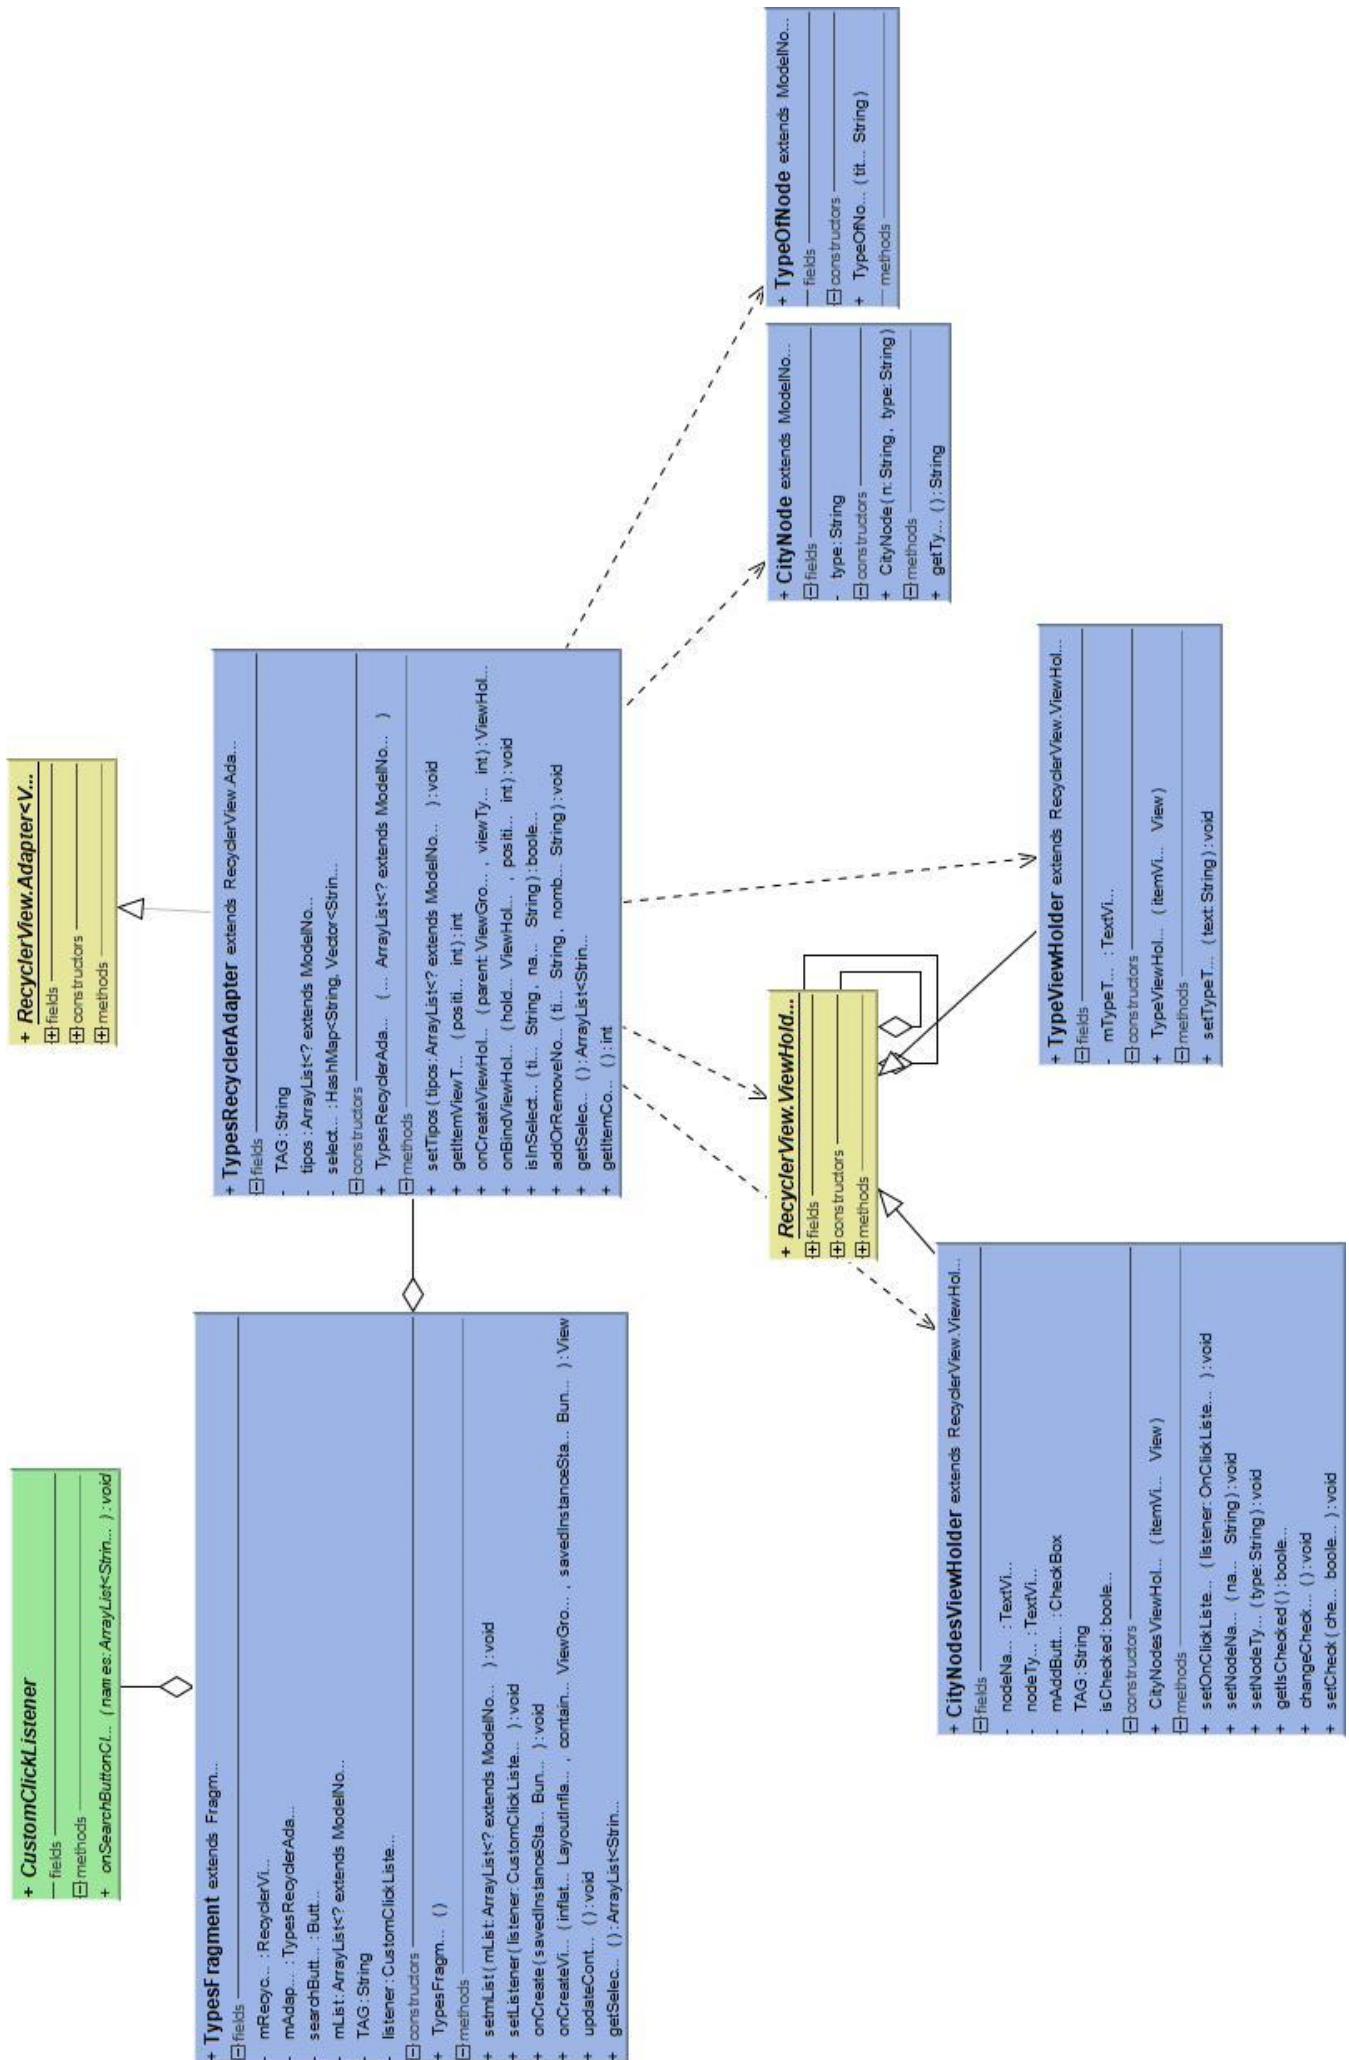 + CustomClickListener
fields
methods
+ onSearchButtonCl... (names:ArrayList<Strin... ):void
+ TypesFragment extends Fragm...
fields
- mRecyc... :RecyclerVi...
- mAdap... :TypesRecyclerAda...
- searchButt... :Butt...
- mList:ArrayList<? extends ModelNo...
- TAG:String
- listener:CustomClickListe...
constructors
+ TypesFragm... ()
methods
+ setmList(mList:ArrayList<? extends ModelNo... ):void
+ setListener(listener:CustomClickListe... ):void
+ onCreate(savedInstanceSta... Bun... ):void
+ onCreateVi... (inflat... LayoutInfla... , contain... ViewGro... , savedInstanceSta... Bun... ):View
+ updateCont... ():void
+ getSelec... ():ArrayList<Strin...
+ RecyclerView.Adapter<V...
fields
constructors
methods
+ TypesRecyclerAdapter extends RecyclerView.Ada...
fields
- TAG:String
- tipos:ArrayList<? extends ModelNo...
- select... :HashMap<String, Vector<Strin...
constructors
+ TypesRecyclerAda... (... ArrayList<? extends ModelNo... )
methods
+ setTipos(tipos:ArrayList<? extends ModelNo... ):void
+ getItemViewT... (positi... int):int
+ onCreateViewHol... (parent:ViewGro... , viewTy... int):ViewHol...
+ onBindViewHol... (hold... ViewHol... , positi... int):void
+ isInSelect... (ti... String, na... String):boole...
+ addOrRemoveNo... (ti... String, nomb... String):void
+ getSelec... ():ArrayList<Strin...
+ getItemCo... ():int
+ TypeOfNode extends ModelNo...
fields
constructors
+ TypeOfNo... (tit... String)
methods
+ CityNode extends ModelNo...
fields
- type:String
constructors
+ CityNode(n:String, type:String)
methods
+ getTy... ():String
+ RecyclerView.ViewHold...
fields
constructors
methods
+ TypeViewHolder extends RecyclerView.ViewHol...
fields
- mTypeT... :TextVi...
constructors
+ TypeViewHol... (itemVi... View)
methods
+ setTypeT... (text:String):void
+ CityNodesViewHolder extends RecyclerView.ViewHol...
fields
- nodeNa... :TextVi...
- nodeTy... :TextVi...
- mAddButt... :CheckBox
- TAG:String
- isChecked:boole...
constructors
+ CityNodesViewHol... (itemVi... View)
methods
+ setOnClickListe... (listener:OnClickListe... ):void
+ setNodeNa... (na... String):void
+ setNodeTy... (type:String):void
+ getIsChecked():boole...
+ changeCheck... ():void
+ setCheck(che... boole... ):void